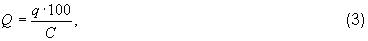 Q = q·100 / C , (3)